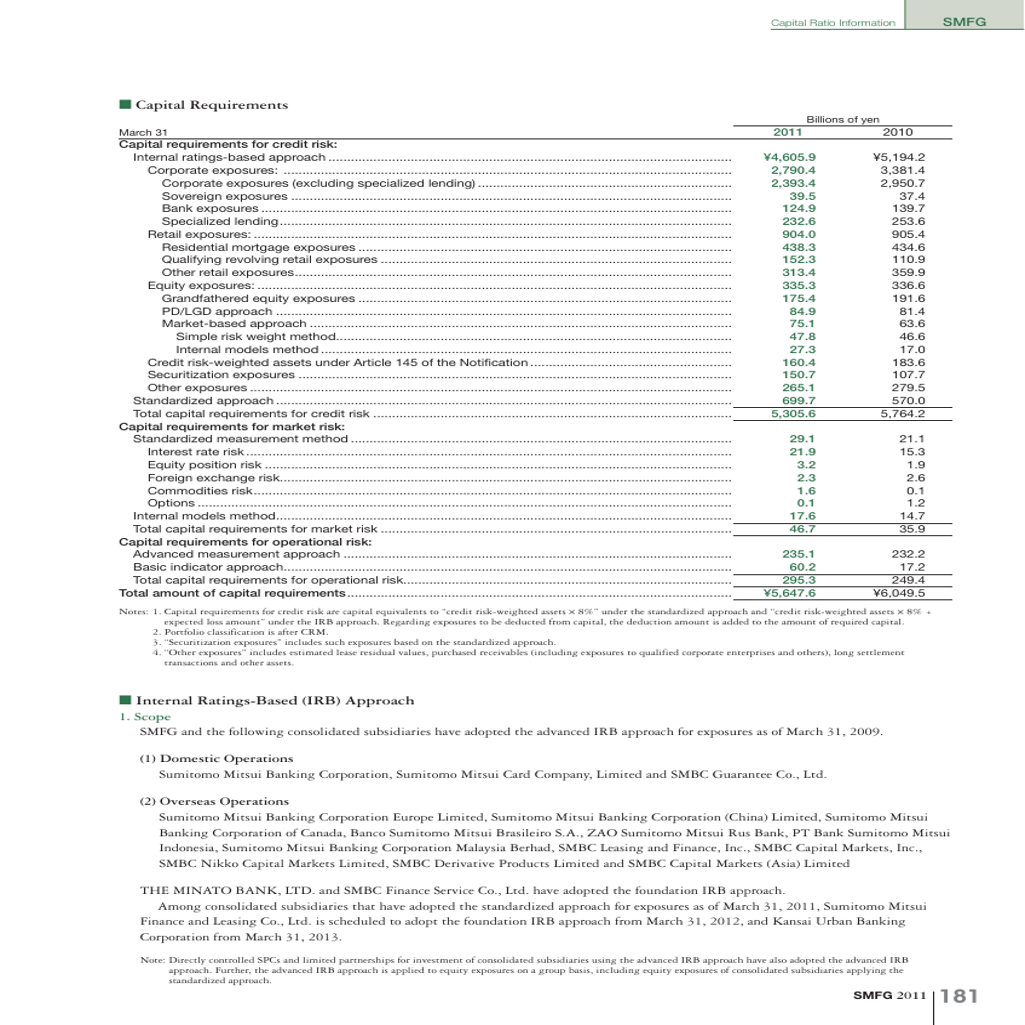 Capital Ratio Information SMFG
■ Capital Requirements
Billions of yen
March 31 2011 2010
Capital requirements for credit risk:
Internal ratings-based approach ¥4,605.9 ¥5,194.2
Corporate exposures: 2,790.4 3,381.4
Corporate exposures (excluding specialized lending) 2,393.4 2,950.7
Sovereign exposures 39.5 37.4
Bank exposures 124.9 139.7
Specialized lending 232.6 253.6
Retail exposures: 904.0 905.4
Residential mortgage exposures 438.3 434.6
Qualifying revolving retail exposures 152.3 110.9
Other retail exposures 313.4 359.9
Equity exposures: 335.3 336.6
Grandfathered equity exposures 175.4 191.6
PD/LGD approach 84.9 81.4
Market-based approach 75.1 63.6
Simple risk weight method 47.8 46.6
Internal models method 27.3 17.0
Credit risk-weighted assets under Article 145 of the Notification 160.4 183.6
Securitization exposures 150.7 107.7
Other exposures 265.1 279.5
Standardized approach 699.7 570.0
Total capital requirements for credit risk 5,305.6 5,764.2
Capital requirements for market risk:
Standardized measurement method 29.1 21.1
Interest rate risk 21.9 15.3
Equity position risk 3.2 1.9
Foreign exchange risk 2.3 2.6
Commodities risk 1.6 0.1
Options 0.1 1.2
Internal models method 17.6 14.7
Total capital requirements for market risk 46.7 35.9
Capital requirements for operational risk:
Advanced measurement approach 235.1 232.2
Basic indicator approach 60.2 17.2
Total capital requirements for operational risk 295.3 249.4
Total amount of capital requirements ¥5,647.6 ¥6,049.5
Notes: 1. Capital requirements for credit risk are capital equivalents to “credit risk-weighted assets × 8%” under the standardized approach and “credit risk-weighted assets × 8% +
expected loss amount” under the IRB approach. Regarding exposures to be deducted from capital, the deduction amount is added to the amount of required capital.
2. Portfolio classification is after CRM.
3. “Securitization exposures” includes such exposures based on the standardized approach.
4. “Other exposures” includes estimated lease residual values, purchased receivables (including exposures to qualified corporate enterprises and others), long settlement
transactions and other assets.
■ Internal Ratings-Based (IRB) Approach
1. Scope
SMFG and the following consolidated subsidiaries have adopted the advanced IRB approach for exposures as of March 31, 2009.
(1) Domestic Operations
Sumitomo Mitsui Banking Corporation, Sumitomo Mitsui Card Company, Limited and SMBC Guarantee Co., Ltd.
(2) Overseas Operations
Sumitomo Mitsui Banking Corporation Europe Limited, Sumitomo Mitsui Banking Corporation (China) Limited, Sumitomo Mitsui
Banking Corporation of Canada, Banco Sumitomo Mitsui Brasileiro S.A., ZAO Sumitomo Mitsui Rus Bank, PT Bank Sumitomo Mitsui
Indonesia, Sumitomo Mitsui Banking Corporation Malaysia Berhad, SMBC Leasing and Finance, Inc., SMBC Capital Markets, Inc.,
SMBC Nikko Capital Markets Limited, SMBC Derivative Products Limited and SMBC Capital Markets (Asia) Limited
THE MINATO BANK, LTD. and SMBC Finance Service Co., Ltd. have adopted the foundation IRB approach.
Among consolidated subsidiaries that have adopted the standardized approach for exposures as of March 31, 2011, Sumitomo Mitsui
Finance and Leasing Co., Ltd. is scheduled to adopt the foundation IRB approach from March 31, 2012, and Kansai Urban Banking
Corporation from March 31, 2013.
Note: Directly controlled SPCs and limited partnerships for investment of consolidated subsidiaries using the advanced IRB approach have also adopted the advanced IRB
approach. Further, the advanced IRB approach is applied to equity exposures on a group basis, including equity exposures of consolidated subsidiaries applying the
standardized approach.
SMFG 2011 181